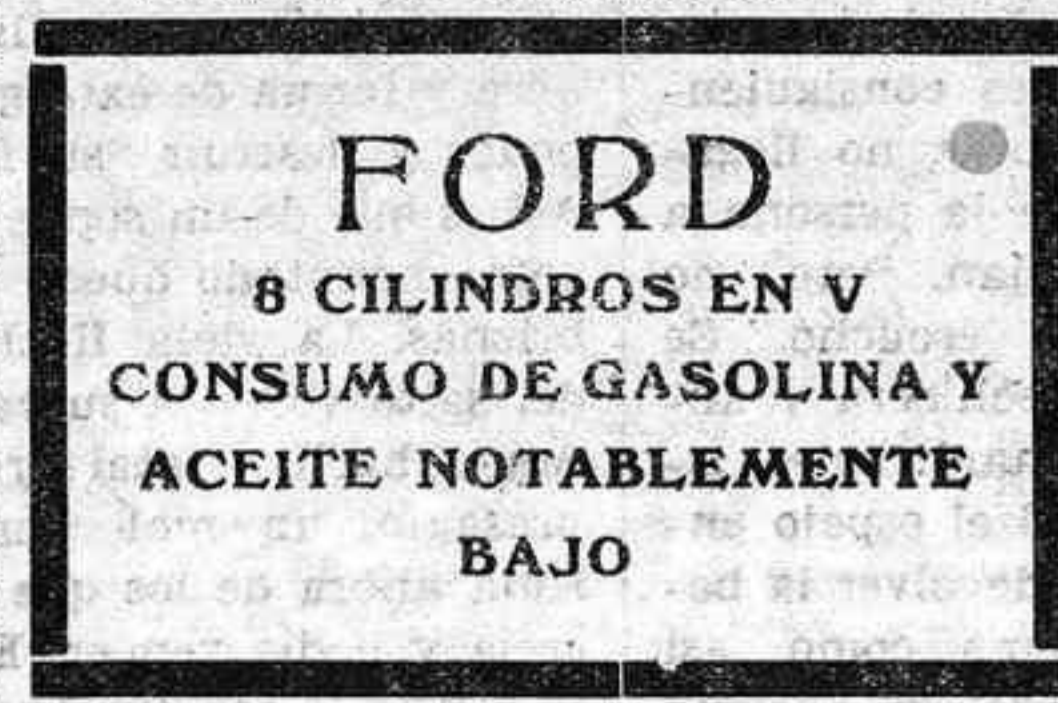 FORD
8 CILINDROS EN V
CONSUMO DE GASOLINA Y
ACEITE NOTABLEMENTE
BAJO